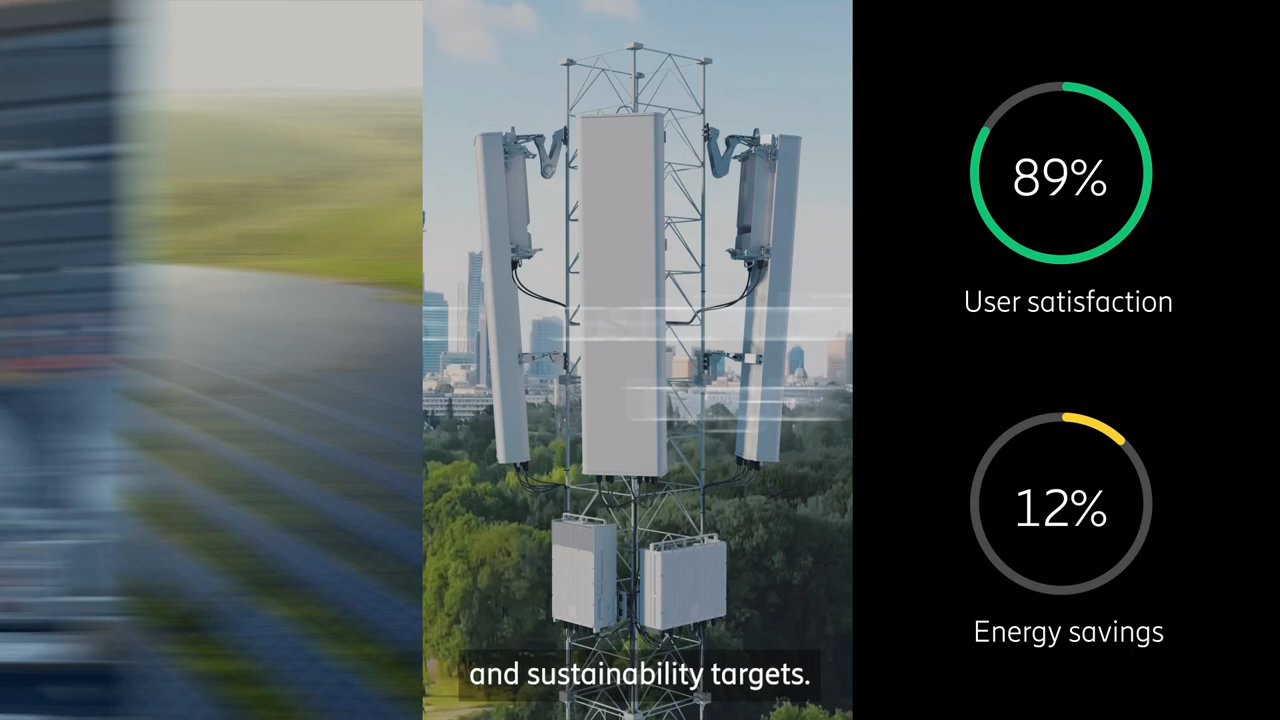 89%
User satisfaction
12%
Energy savings
and sustainability targets.